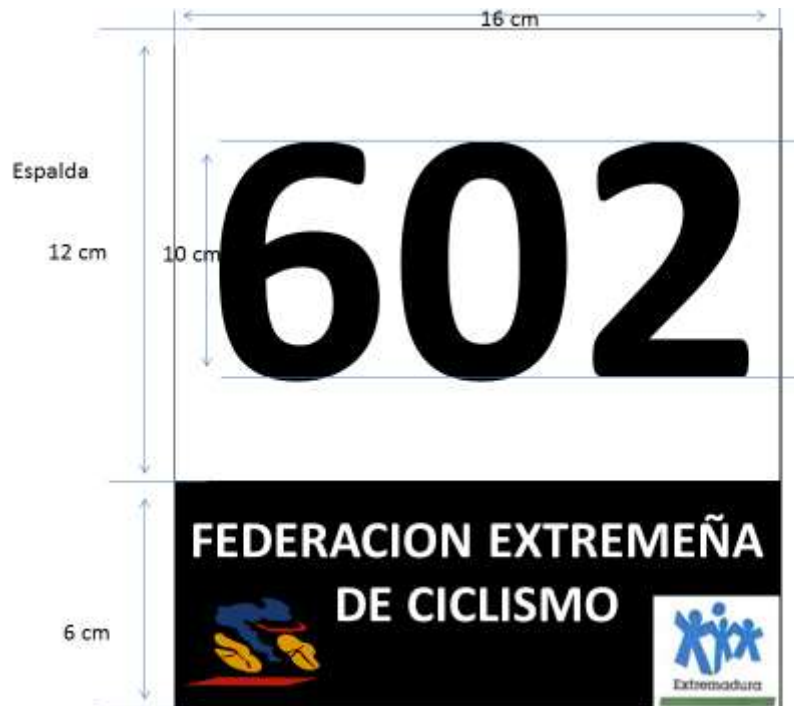 16 cm
Espalda
12 cm
10 cm
602
FEDERACION EXTREMEÑA
DE CICLISMO
6 cm
Extremadura